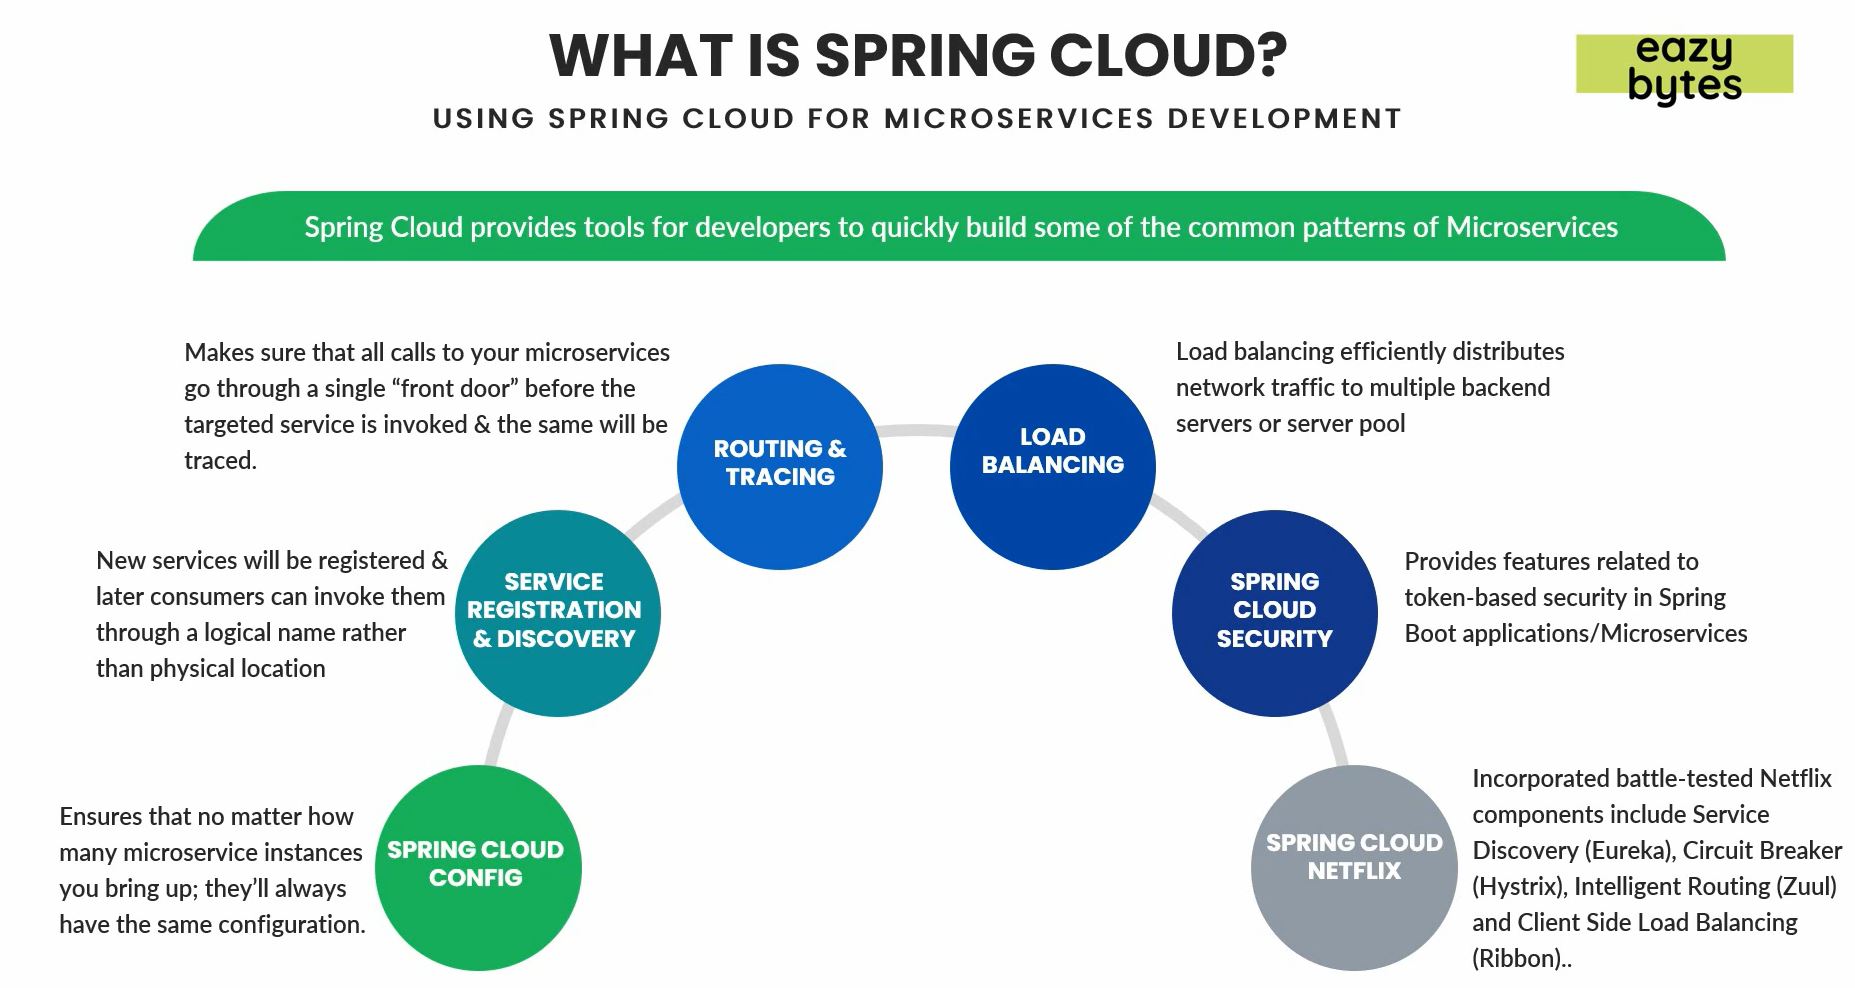 WHAT IS SPRING CLOUD?
USING SPRING CLOUD FOR MICROSERVICES DEVELOPMENT
eazy
bytes
Spring Cloud provides tools for developers to quickly build some of the common patterns of Microservices
Makes sure that all calls to your microservices
go through a single “front door” before the
targeted service is invoked & the same will be
traced.
ROUTING &
TRACING
LOAD
BALANCING
Load balancing efficiently distributes
network traffic to multiple backend
servers or server pool
New services will be registered &
later consumers can invoke them
through a logical name rather
than physical location
SERVICE
REGISTRATION
& DISCOVERY
SPRING
CLOUD
SECURITY
Provides features related to
token-based security in Spring
Boot applications/Microservices
Ensures that no matter how
many microservice instances
you bring up; they’ll always
have the same configuration.
SPRING CLOUD
CONFIG
SPRING CLOUD
NETFLIX
Incorporated battle-tested Netflix
components include Service
Discovery (Eureka), Circuit Breaker
(Hystrix), Intelligent Routing (Zuul)
and Client Side Load Balancing
(Ribbon)..